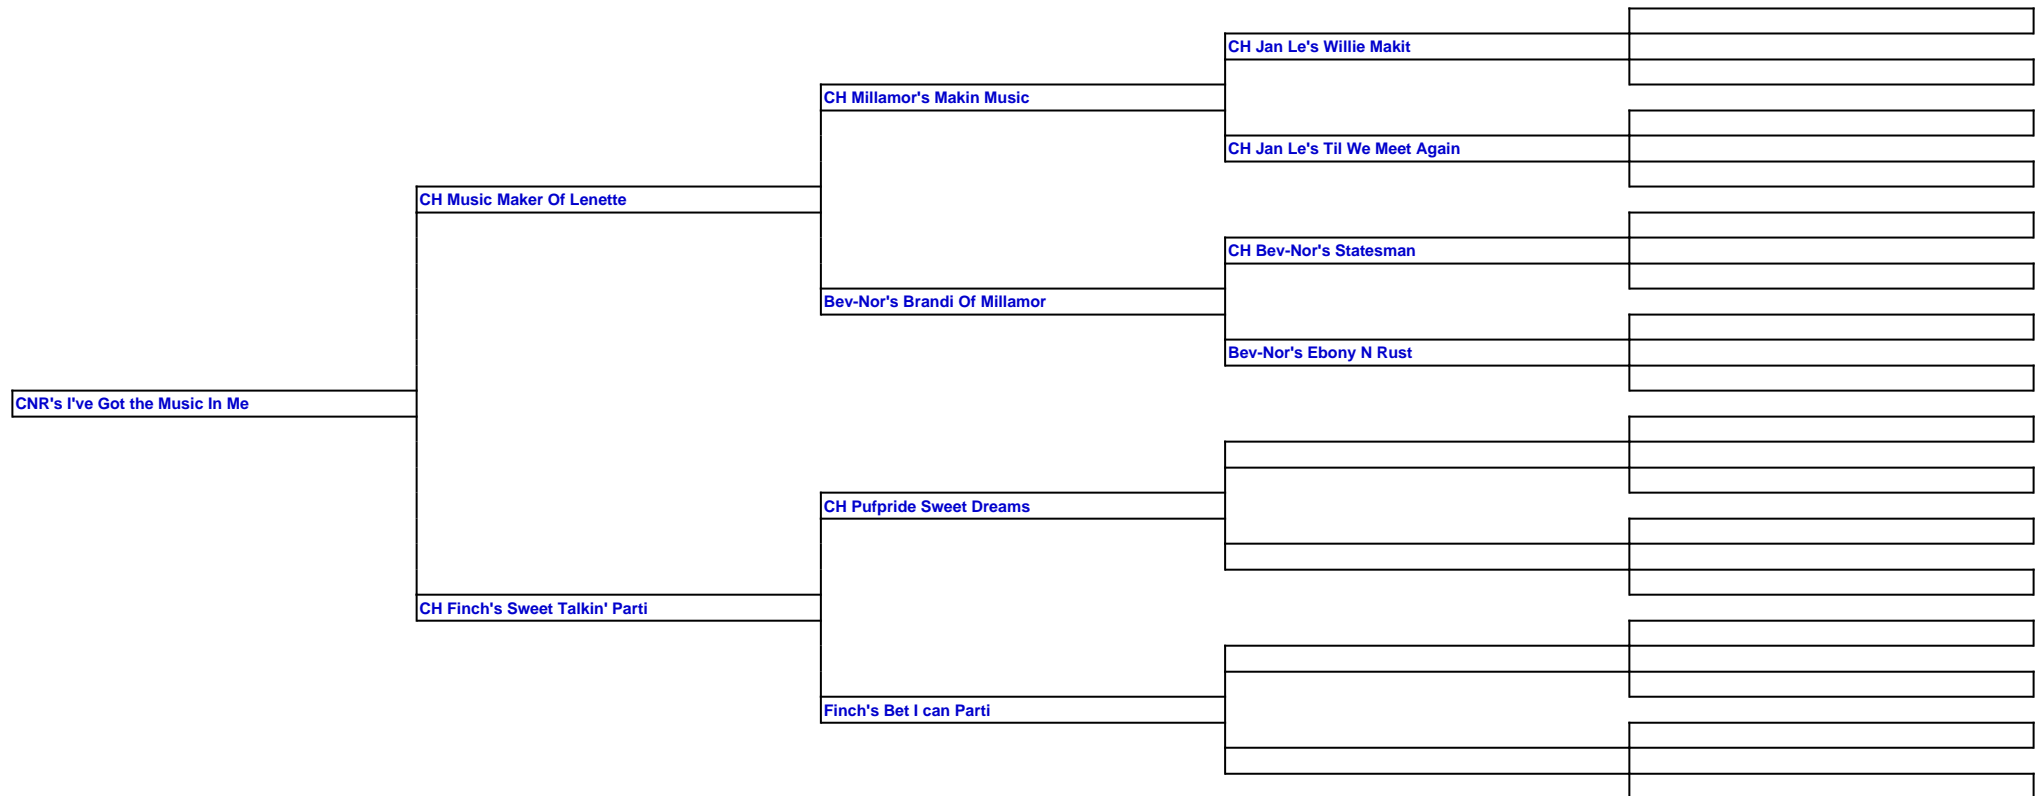 CH Jan Le's Willie Makit
CH Millamor's Makin Music
CH Jan Le's Til We Meet Again
CH Music Maker Of Lenette
CH Bev-Nor's Statesman
Bev-Nor's Brandi Of Millamor
Bev-Nor's Ebony N Rust
CNR's I've Got the Music In Me
CH Pufpride Sweet Dreams
CH Finch's Sweet Talkin' Parti
Finch's Bet I can Parti